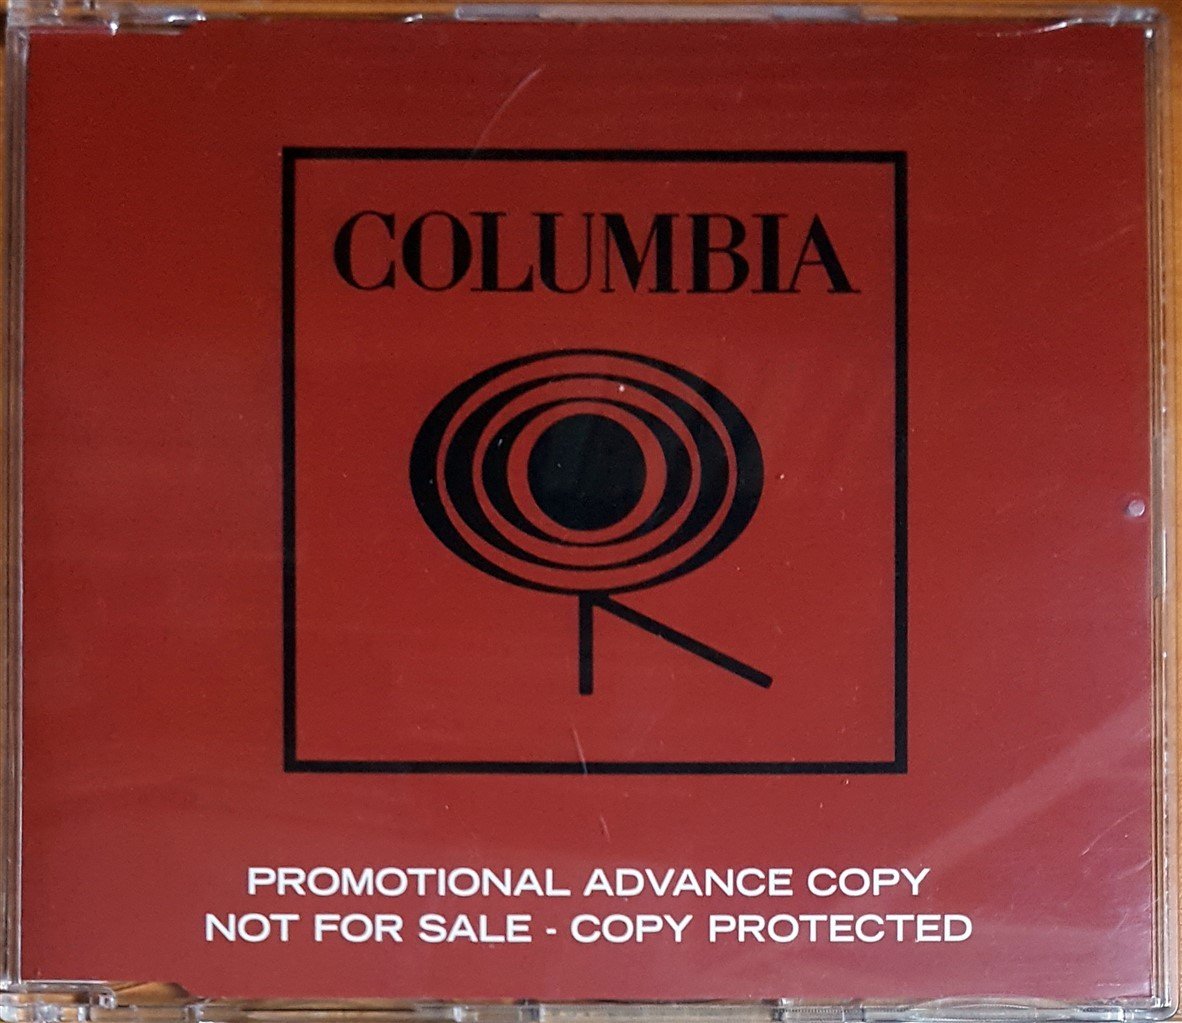 COLUMBIA
PROMOTIONAL ADVANCE COPY
NOT FOR SALE - COPY PROTECTED